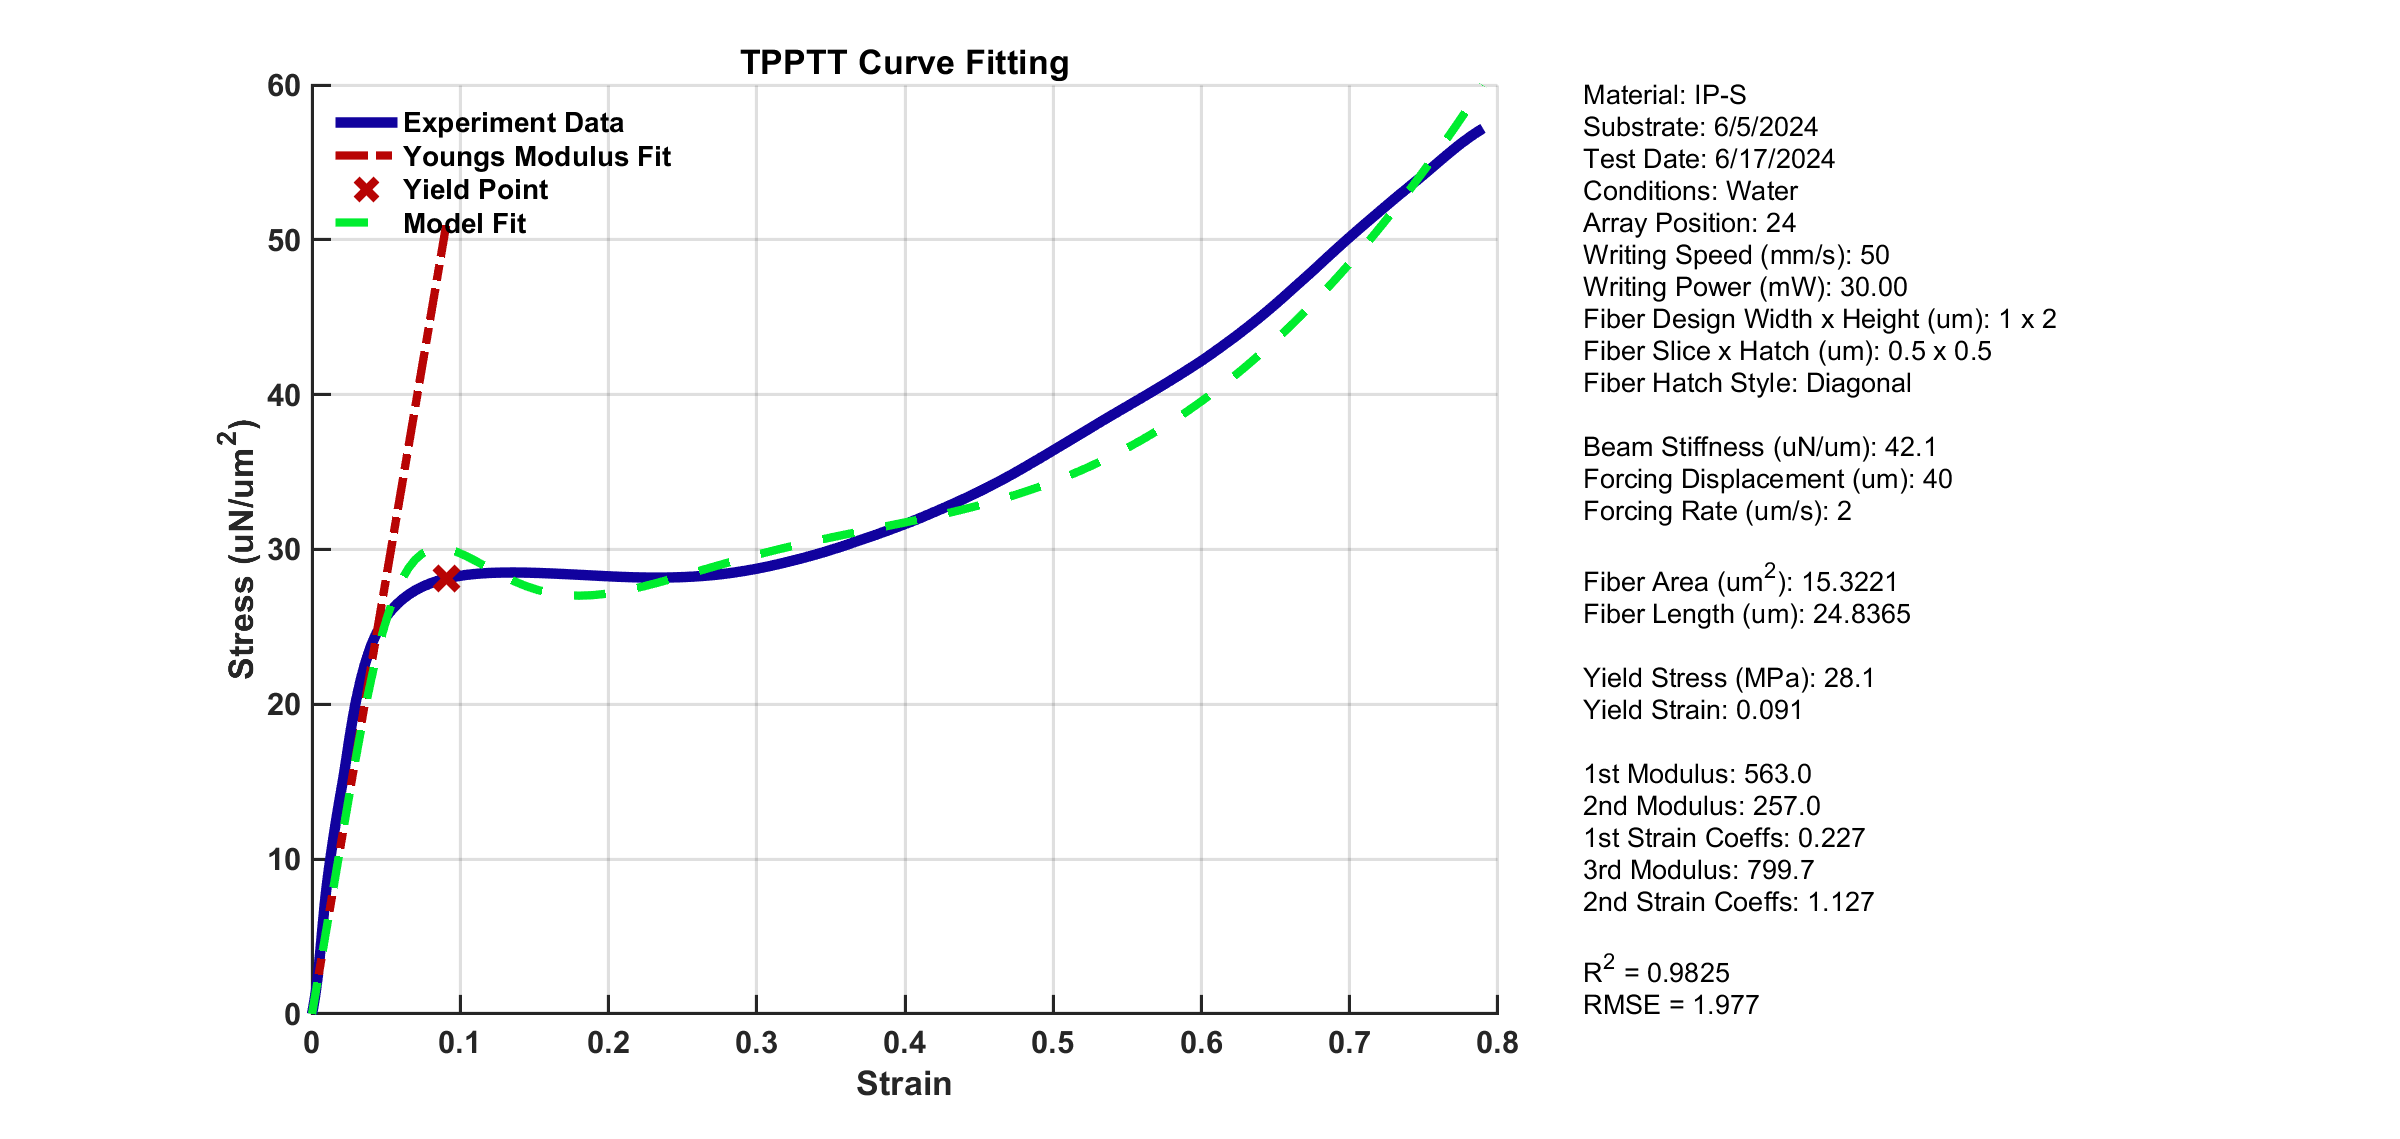 TPPTT Curve Fitting
60
50
40
30
20
10
0
Stress (uN/um²)
Experiment Data
Youngs Modulus Fit
Yield Point
Model Fit
0 0.1 0.2 0.3 0.4 0.5 0.6 0.7 0.8
Strain
Material: IP-S
Substrate: 6/5/2024
Test Date: 6/17/2024
Conditions: Water
Array Position: 24
Writing Speed (mm/s): 50
Writing Power (mW): 30.00
Fiber Design Width x Height (um): 1 x 2
Fiber Slice x Hatch (um): 0.5 x 0.5
Fiber Hatch Style: Diagonal
Beam Stiffness (uN/um): 42.1
Forcing Displacement (um): 40
Forcing Rate (um/s): 2
Fiber Area (um²): 15.3221
Fiber Length (um): 24.8365
Yield Stress (MPa): 28.1
Yield Strain: 0.091
1st Modulus: 563.0
2nd Modulus: 257.0
1st Strain Coeffs: 0.227
3rd Modulus: 799.7
2nd Strain Coeffs: 1.127
R² = 0.9825
RMSE = 1.977